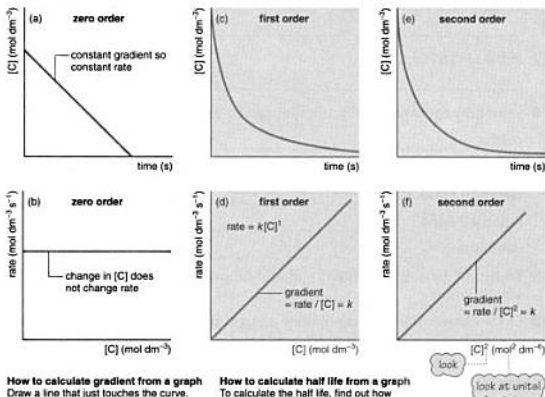 (a) zero order
[C] (mol dm⁻³)
constant gradient so
constant rate
time (s)
(c) first order
[C] (mol dm⁻³)
time (s)
(e) second order
[C] (mol dm⁻³)
time (s)
(b) zero order
rate (mol dm⁻³ s⁻¹)
change in [C] does
not change rate
[C] (mol dm⁻³)
(d) first order
rate (mol dm⁻³ s⁻¹)
rate = k[C]¹
gradient
= rate / [C] = k
[C] (mol dm⁻³)
(f) second order
rate (mol dm⁻³ s⁻¹)
gradient
= rate / [C]² = k
[C]² (mol² dm⁻⁶)
look
look at units!
How to calculate gradient from a graph
Draw a line that just touches the curve.
How to calculate half life from a graph
To calculate the half life, find out how